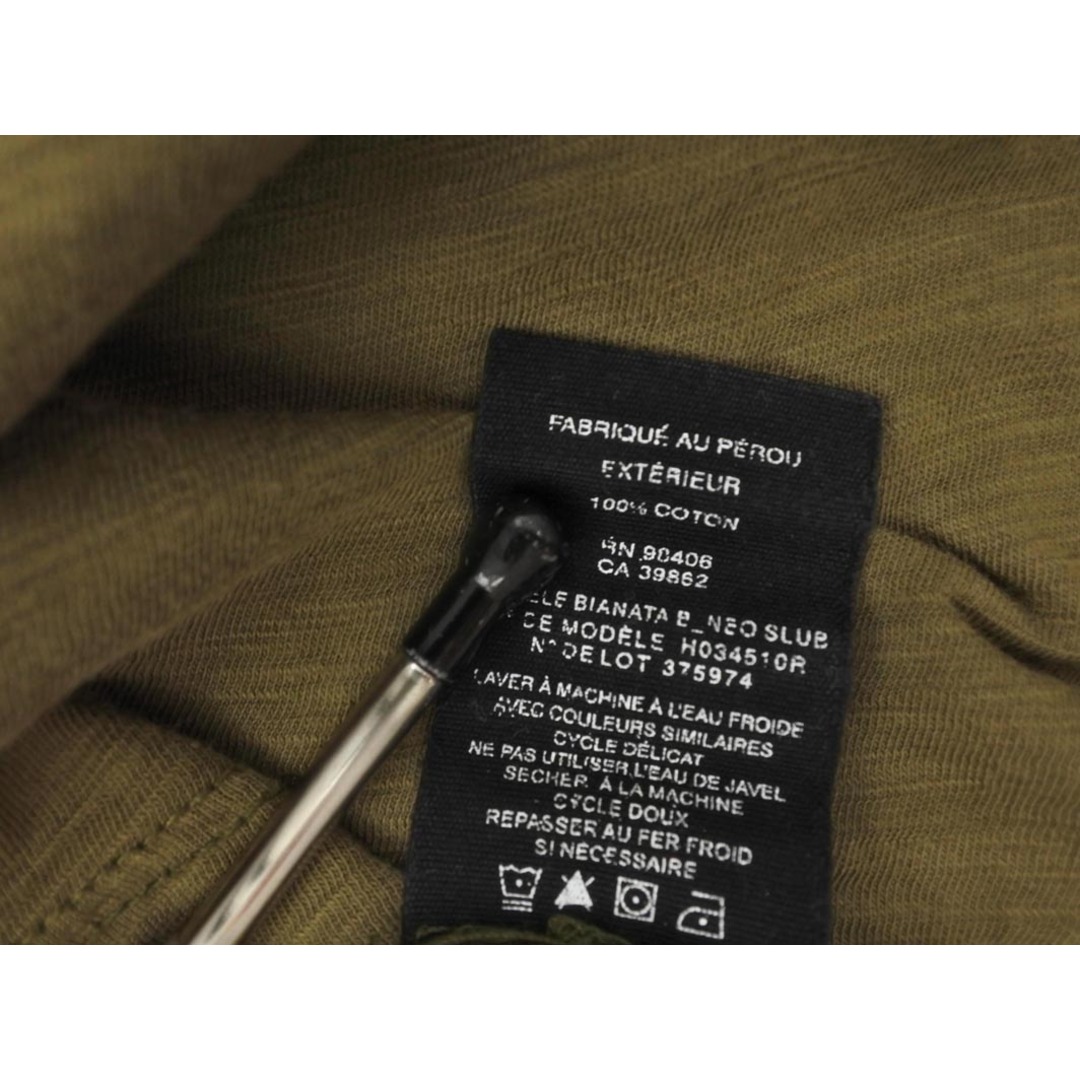 FABRIQUÉ AU PÉROU
EXTÉRIEUR
100% COTON
RN 98406
CA 39862
ÈLE BIANATA B_NEO SLUB
DE MODÈLE H034510R
N° DE LOT 375974
LAVER À MACHINE À L'EAU FROIDE
AVEC COULEURS SIMILAIRES
CYCLE DÉLICAT
NE PAS UTILISER L'EAU DE JAVEL
SECHER À LA MACHINE
CYCLE DOUX
REPASSER AU FER FROID
SI NÉCESSAIRE